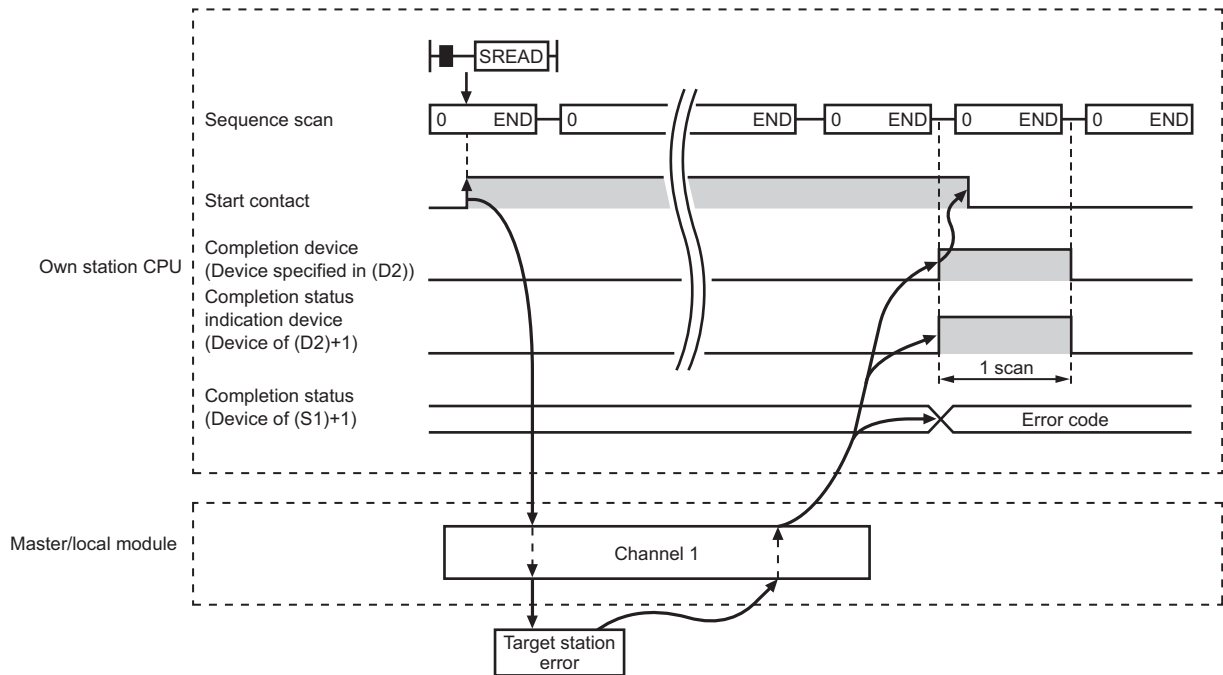 SREAD
Sequence scan
0 END 0 END 0 END 0 END 0 END
Start contact
Own station CPU
Completion device
(Device specified in (D2))
Completion status
indication device
(Device of (D2)+1)
1 scan
Completion status
(Device of (S1)+1)
Error code
Master/local module
Channel 1
Target station
error